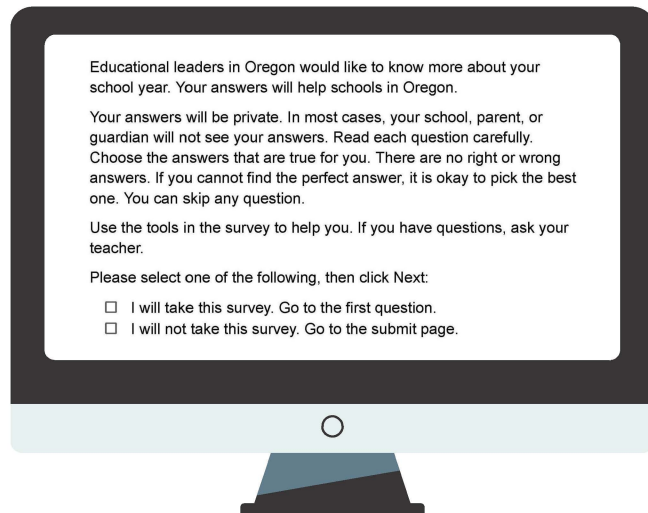 Educational leaders in Oregon would like to know more about your
school year. Your answers will help schools in Oregon.
Your answers will be private. In most cases, your school, parent, or
guardian will not see your answers. Read each question carefully.
Choose the answers that are true for you. There are no right or wrong
answers. If you cannot find the perfect answer, it is okay to pick the best
one. You can skip any question.
Use the tools in the survey to help you. If you have questions, ask your
teacher.
Please select one of the following, then click Next:
☐ I will take this survey. Go to the first question.
☐ I will not take this survey. Go to the submit page.